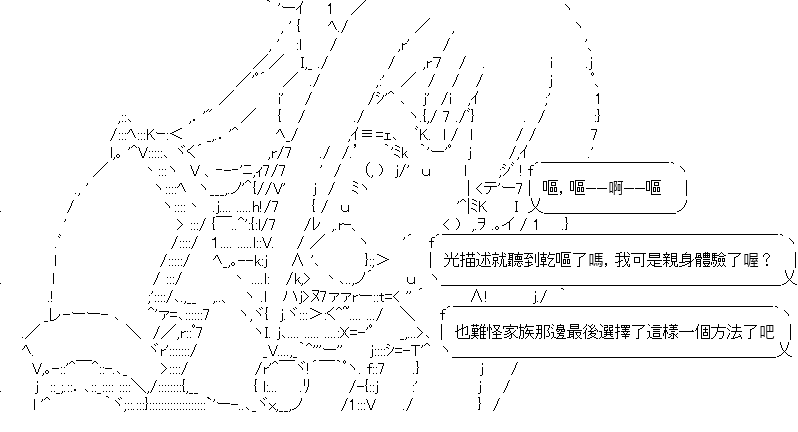 嘔，嘔——啊——嘔
光描述就聽到乾嘔了嗎，我可是親身體驗了喔？
也難怪家族那邊最後選擇了這樣一個方法了吧